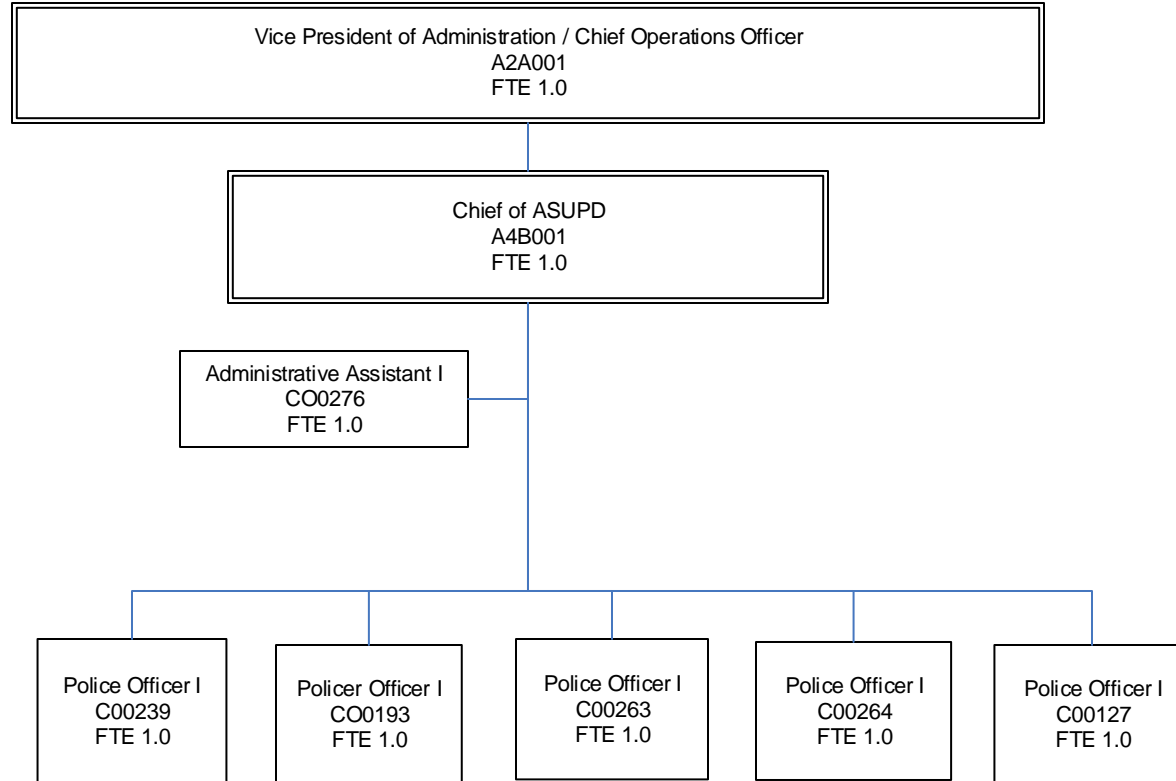 Vice President of Administration / Chief Operations Officer
A2A001
FTE 1.0
Chief of ASUPD
A4B001
FTE 1.0
Administrative Assistant I
CO0276
FTE 1.0
Police Officer I
C00239
FTE 1.0
Policer Officer I
CO0193
FTE 1.0
Police Officer I
C00263
FTE 1.0
Police Officer I
C00264
FTE 1.0
Police Officer I
C00127
FTE 1.0